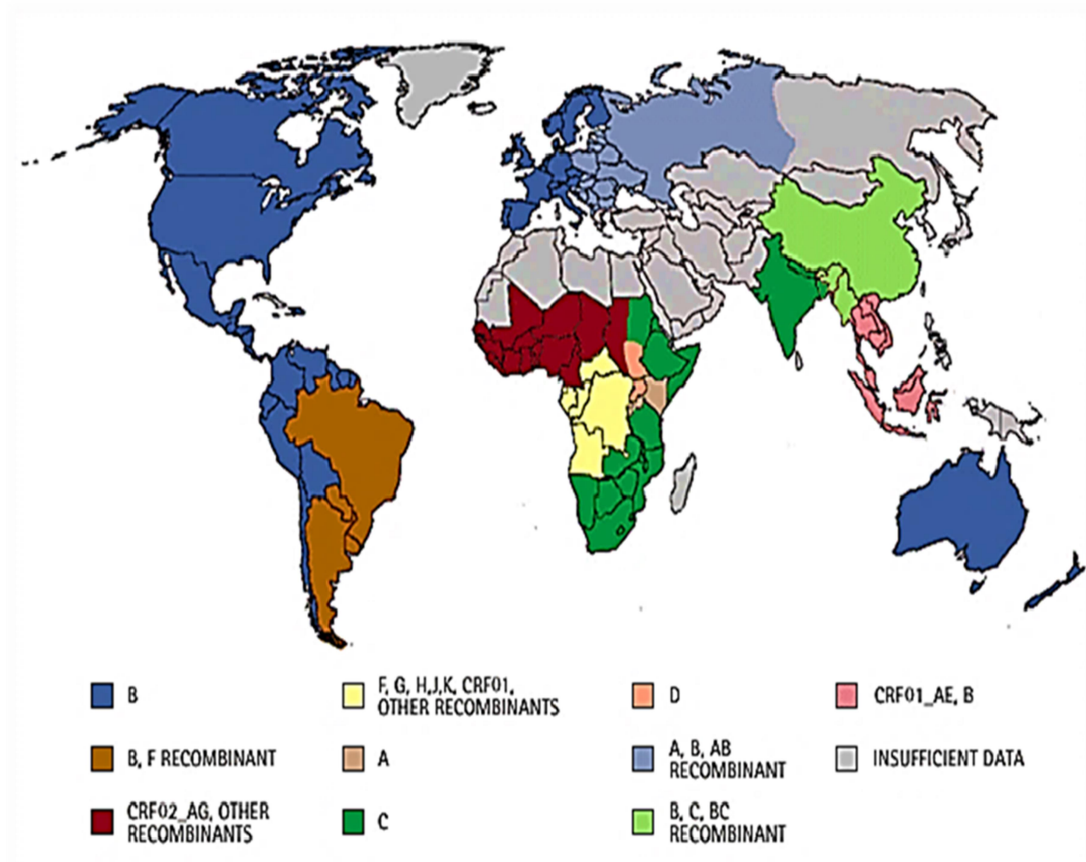 B
B, F RECOMBINANT
CRF02_AG, OTHER
RECOMBINANTS
F, G, H,J,K, CRF01,
OTHER RECOMBINANTS
A
C
D
A, B, AB
RECOMBINANT
B, C, BC
RECOMBINANT
CRF01_AE, B
INSUFFICIENT DATA